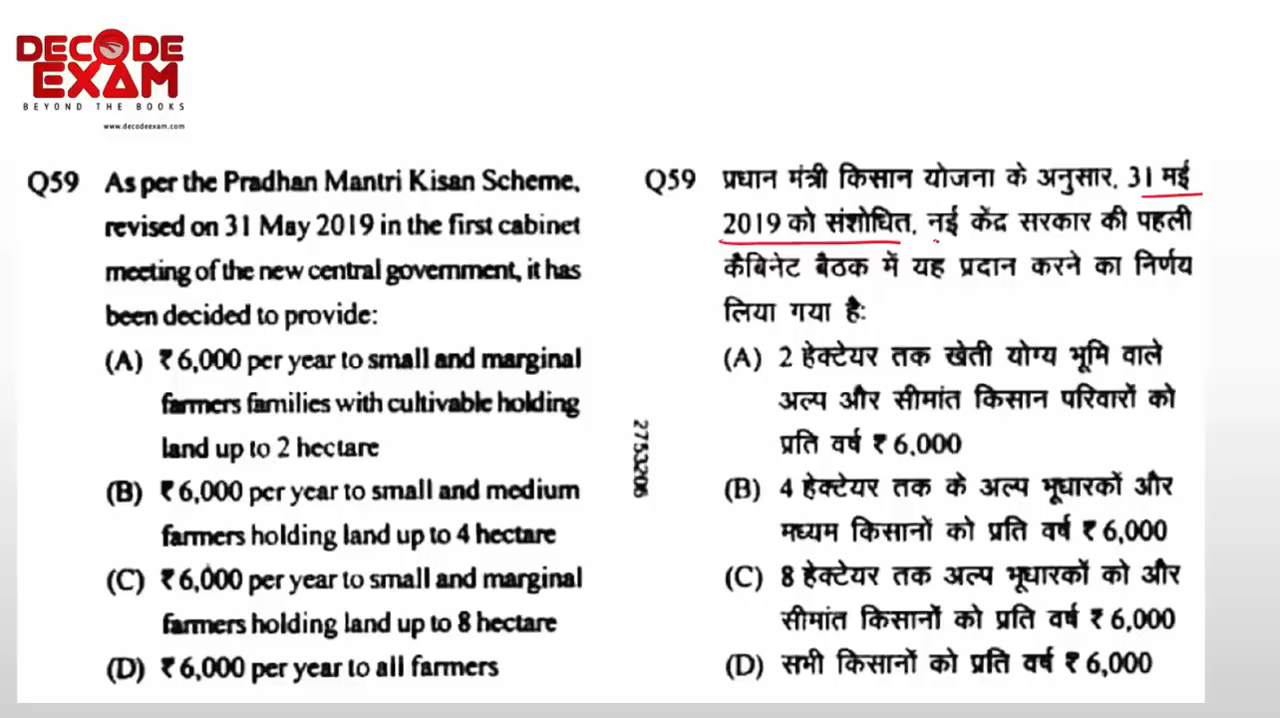 DECODE
EXAM
BEYOND THE BOOKS
www.decodeexam.com
Q59 As per the Pradhan Mantri Kisan Scheme,
revised on 31 May 2019 in the first cabinet
meeting of the new central government, it has
been decided to provide:
(A) ₹ 6,000 per year to small and marginal
farmers families with cultivable holding
land up to 2 hectare
(B) ₹ 6,000 per year to small and medium
farmers holding land up to 4 hectare
(C) ₹ 6,000 per year to small and marginal
farmers holding land up to 8 hectare
(D) ₹ 6,000 per year to all farmers
2753206
Q59 प्रधान मंत्री किसान योजना के अनुसार, 31 मई
2019 को संशोधित, नई केंद्र सरकार की पहली
कैबिनेट बैठक में यह प्रदान करने का निर्णय
लिया गया है:
(A) 2 हेक्टेयर तक खेती योग्य भूमि वाले
अल्प और सीमांत किसान परिवारों को
प्रति वर्ष ₹ 6,000
(B) 4 हेक्टेयर तक के अल्प भूधारकों और
मध्यम किसानों को प्रति वर्ष ₹ 6,000
(C) 8 हेक्टेयर तक अल्प भूधारकों को और
सीमांत किसानों को प्रति वर्ष ₹ 6,000
(D) सभी किसानों को प्रति वर्ष ₹ 6,000